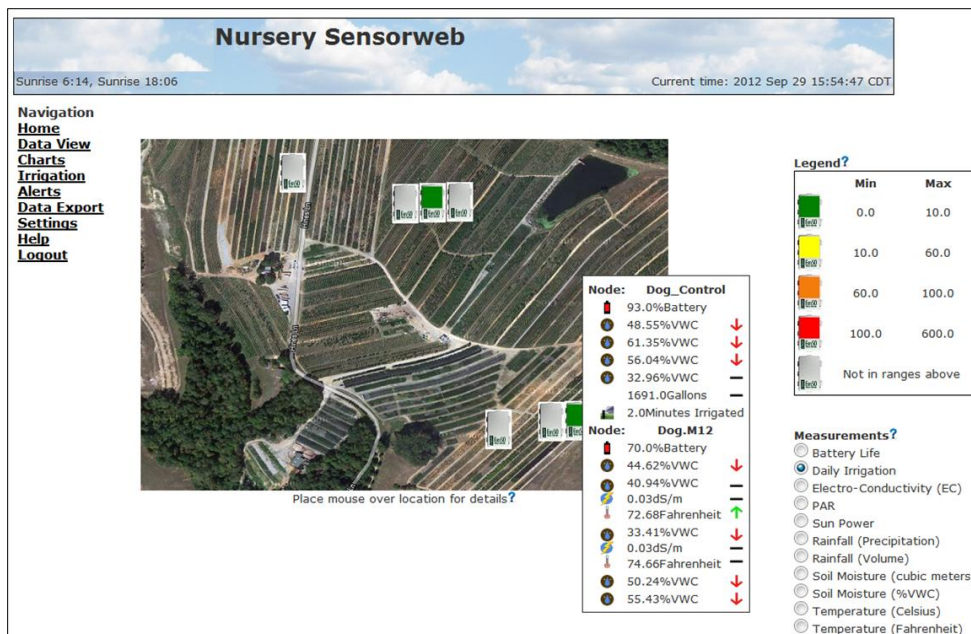 Nursery Sensorweb
Sunrise 6:14, Sunrise 18:06
Current time: 2012 Sep 29 15:54:47 CDT
Navigation
Home
Data View
Charts
Irrigation
Alerts
Data Export
Settings
Help
Logout
Place mouse over location for details?
Node: Dog_Control
93.0%Battery
48.55%VWC
61.35%VWC
56.04%VWC
32.96%VWC
1691.0Gallons
2.0Minutes Irrigated
Node: Dog.M12
70.0%Battery
44.62%VWC
40.94%VWC
0.03dS/m
72.68Fahrenheit
33.41%VWC
0.03dS/m
74.66Fahrenheit
50.24%VWC
55.43%VWC
Legend?
Min Max
0.0 10.0
10.0 60.0
60.0 100.0
100.0 600.0
Not in ranges above
Measurements?
Battery Life
Daily Irrigation
Electro-Conductivity (EC)
PAR
Sun Power
Rainfall (Precipitation)
Rainfall (Volume)
Soil Moisture (cubic meters
Soil Moisture (%VWC)
Temperature (Celsius)
Temperature (Fahrenheit)